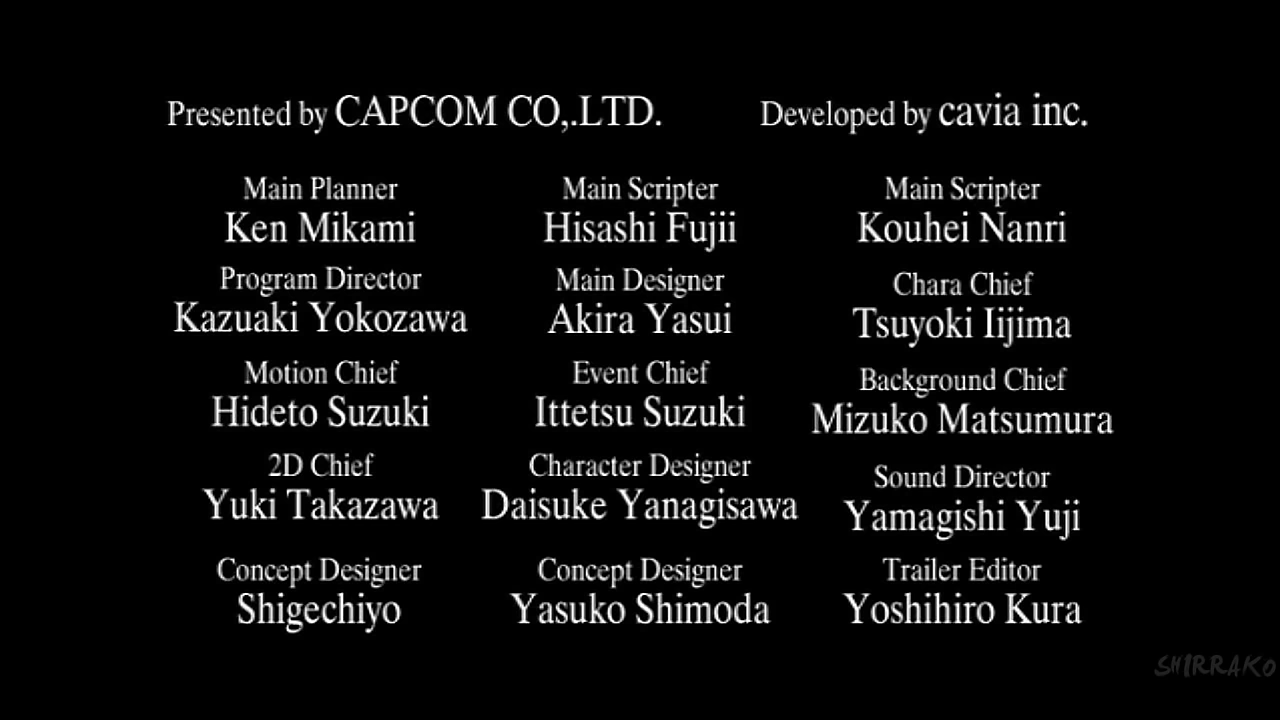 Presented by CAPCOM CO,.LTD.
Developed by cavia inc.
Main Planner
Ken Mikami
Main Scripter
Hisashi Fujii
Main Scripter
Kouhei Nanri
Program Director
Kazuaki Yokozawa
Main Designer
Akira Yasui
Chara Chief
Tsuyoki Iijima
Motion Chief
Hideto Suzuki
Event Chief
Ittetsu Suzuki
Background Chief
Mizuko Matsumura
2D Chief
Yuki Takazawa
Character Designer
Daisuke Yanagisawa
Sound Director
Yamagishi Yuji
Concept Designer
Shigechiyo
Concept Designer
Yasuko Shimoda
Trailer Editor
Yoshihiro Kura
SHIRRAKO